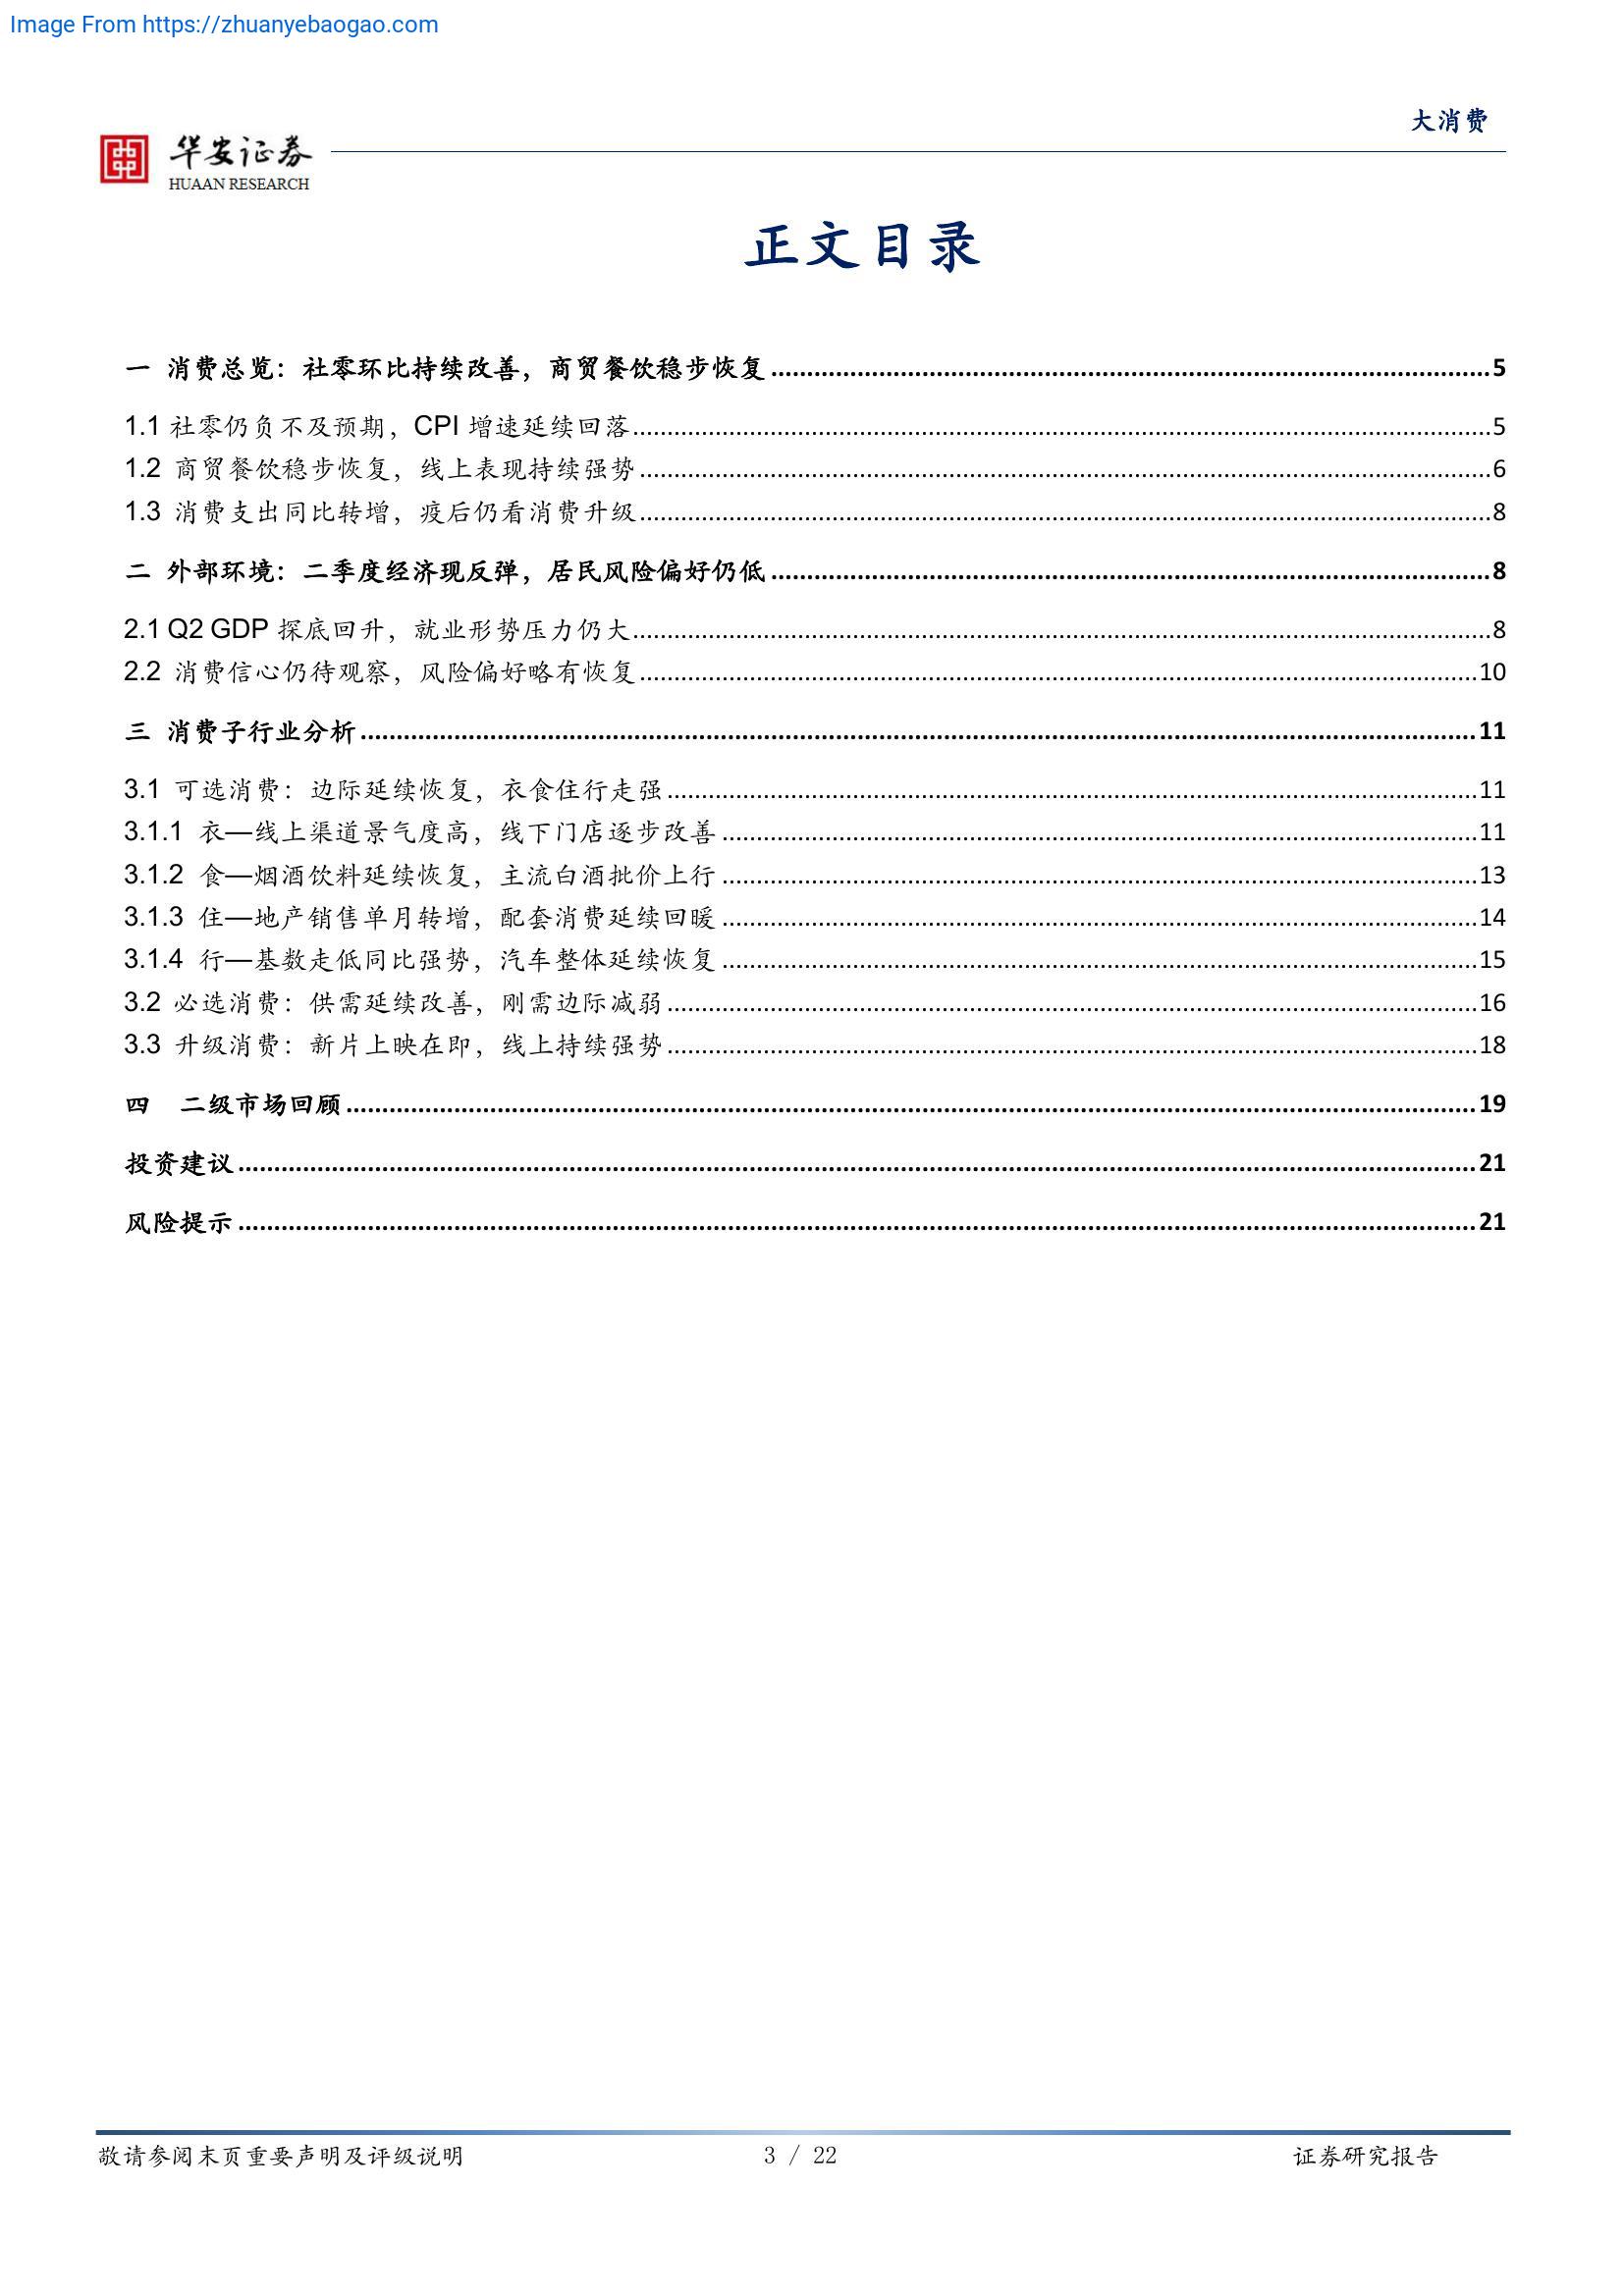 Image From https://zhuanyebaogao.com
大消费
华安证券
HUAAN RESEARCH
正文目录
一 消费总览：社零环比持续改善，商贸餐饮稳步恢复 5
1.1 社零仍负不及预期，CPI 增速延续回落 5
1.2 商贸餐饮稳步恢复，线上表现持续强势 6
1.3 消费支出同比转增，疫后仍看消费升级 8
二 外部环境：二季度经济现反弹，居民风险偏好仍低 8
2.1 Q2 GDP 探底回升，就业形势压力仍大 8
2.2 消费信心仍待观察，风险偏好略有恢复 10
三 消费子行业分析 11
3.1 可选消费：边际延续恢复，衣食住行走强 11
3.1.1 衣—线上渠道景气度高，线下门店逐步改善 11
3.1.2 食—烟酒饮料延续恢复，主流白酒批价上行 13
3.1.3 住—地产销售单月转增，配套消费延续回暖 14
3.1.4 行—基数走低同比强势，汽车整体延续恢复 15
3.2 必选消费：供需延续改善，刚需边际减弱 16
3.3 升级消费：新片上映在即，线上持续强势 18
四 二级市场回顾 19
投资建议 21
风险提示 21
敬请参阅末页重要声明及评级说明 3 / 22 证券研究报告